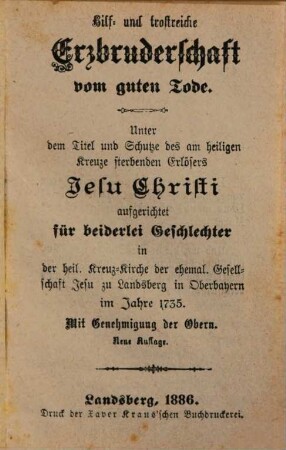 Hilf- und trostreiche
Erzbruderschaft
vom guten Tode.
Unter
dem Titel und Schutze des am heiligen
Kreuze sterbenden Erlösers
Jesu Christi
aufgerichtet
für beiderlei Geschlechter
in
der heil. Kreuz-Kirche der ehemal. Gesell-
schaft Jesu zu Landsberg in Oberbayern
im Jahre 1735.
Mit Genehmigung der Obern.
Neue Auflage.
Landsberg, 1886.
Druck der Xaver Kraus'schen Buchdruckerei.